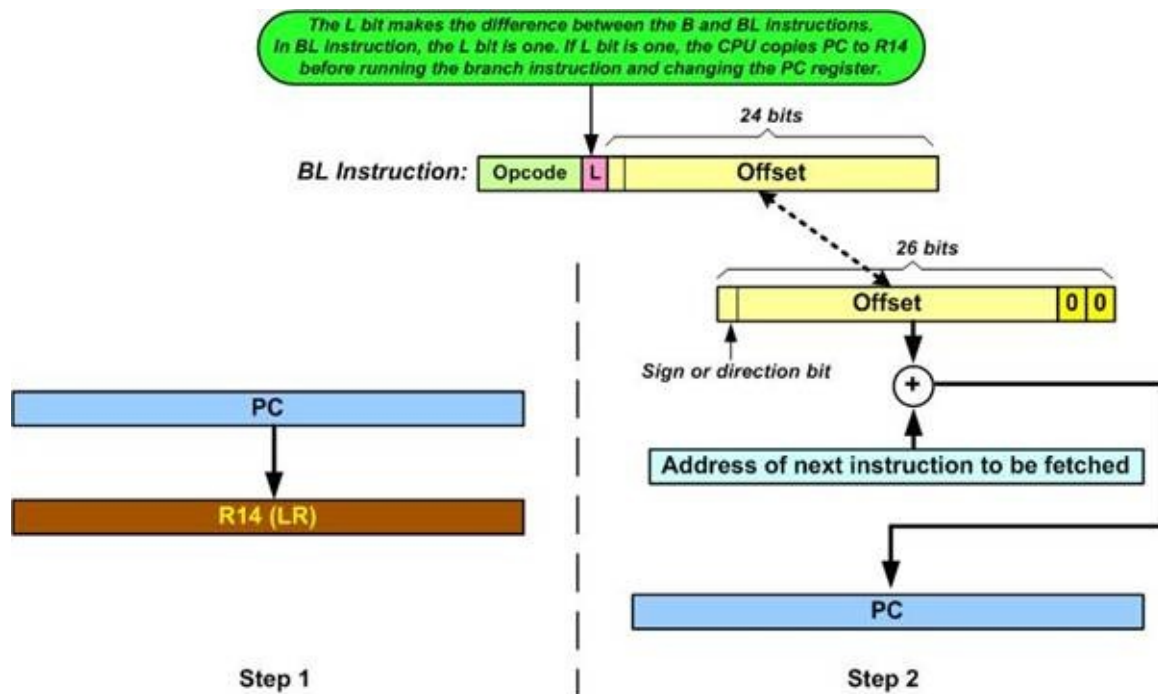 The L bit makes the difference between the B and BL instructions.
In BL instruction, the L bit is one. If L bit is one, the CPU copies PC to R14
before running the branch instruction and changing the PC register.
24 bits
BL Instruction: Opcode L Offset
26 bits
Offset 0 0
Sign or direction bit
+
PC
Address of next instruction to be fetched
R14 (LR)
PC
Step 1 Step 2